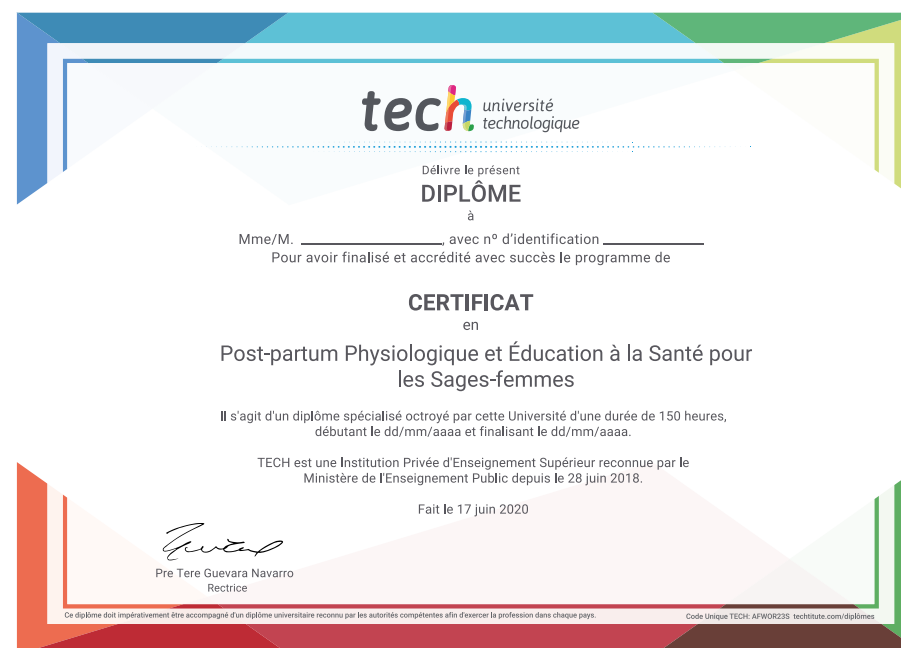 tech université
technologique
Délivre le présent
DIPLÔME
à
Mme/M. ____________________, avec nº d'identification ______________
Pour avoir finalisé et accrédité avec succès le programme de
CERTIFICAT
en
Post-partum Physiologique et Éducation à la Santé pour
les Sages-femmes
Il s'agit d'un diplôme spécialisé octroyé par cette Université d'une durée de 150 heures,
débutant le dd/mm/aaaa et finalisant le dd/mm/aaaa.
TECH est une Institution Privée d'Enseignement Supérieur reconnue par le
Ministère de l'Enseignement Public depuis le 28 juin 2018.
Fait le 17 juin 2020
Pre Tere Guevara Navarro
Rectrice
Ce diplôme doit impérativement être accompagné d'un diplôme universitaire reconnu par les autorités compétentes afin d'exercer la profession dans chaque pays.
Code Unique TECH: AFWOR23S techtitute.com/diplômes